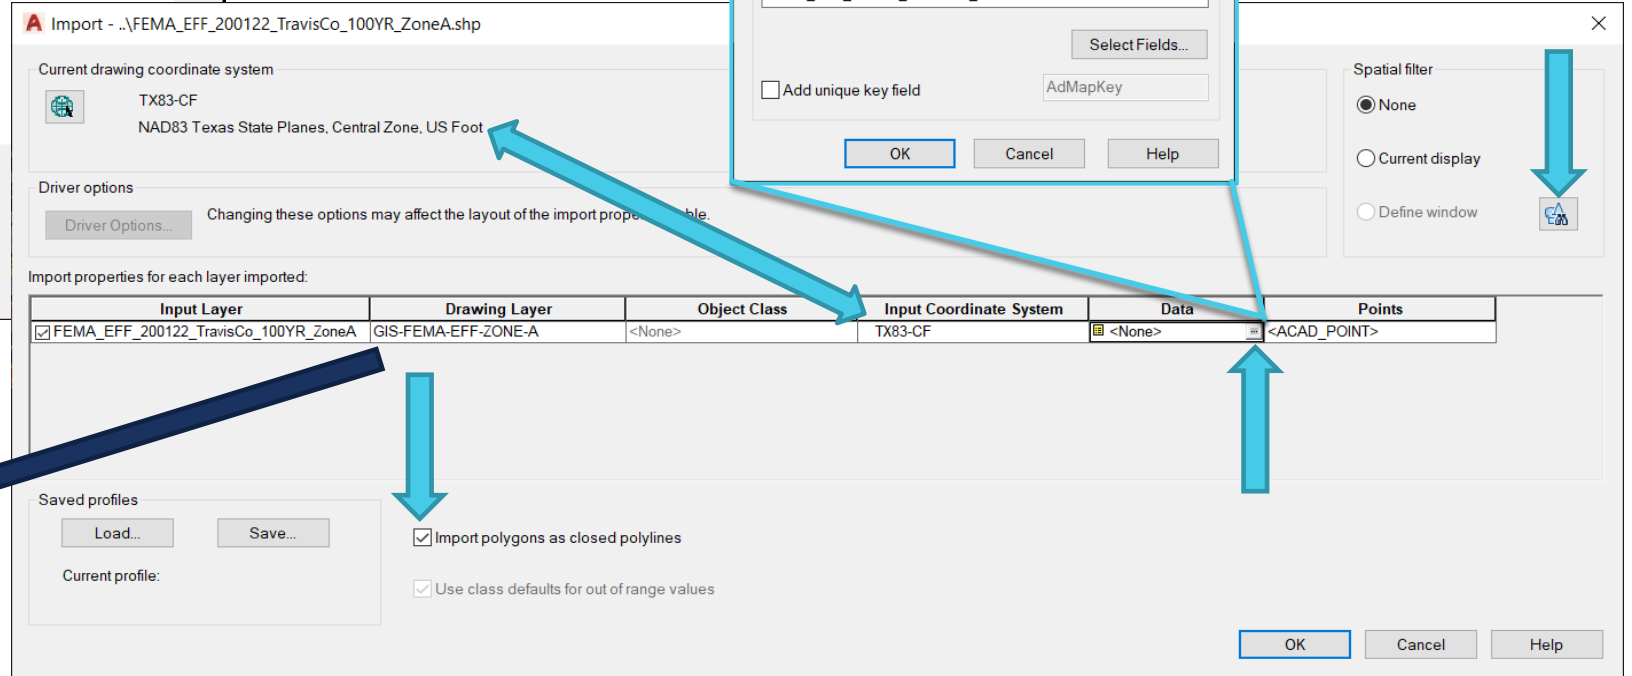 Import - ..\FEMA_EFF_200122_TravisCo_100YR_ZoneA.shp
Select Fields...
Add unique key field
AdMapKey
OK
Cancel
Help
Current drawing coordinate system
TX83-CF
NAD83 Texas State Planes, Central Zone, US Foot
Spatial filter
None
Current display
Define window
Driver options
Driver Options...
Changing these options may affect the layout of the import
Import properties for each layer imported:
Input Layer Drawing Layer Object Class Input Coordinate System Data Points
FEMA_EFF_200122_TravisCo_100YR_ZoneA GIS-FEMA-EFF-ZONE-A <None> TX83-CF <None> ... <ACAD_POINT>
Saved profiles
Load... Save...
Current profile:
Import polygons as closed polylines
Use class defaults for out of range values
OK Cancel Help